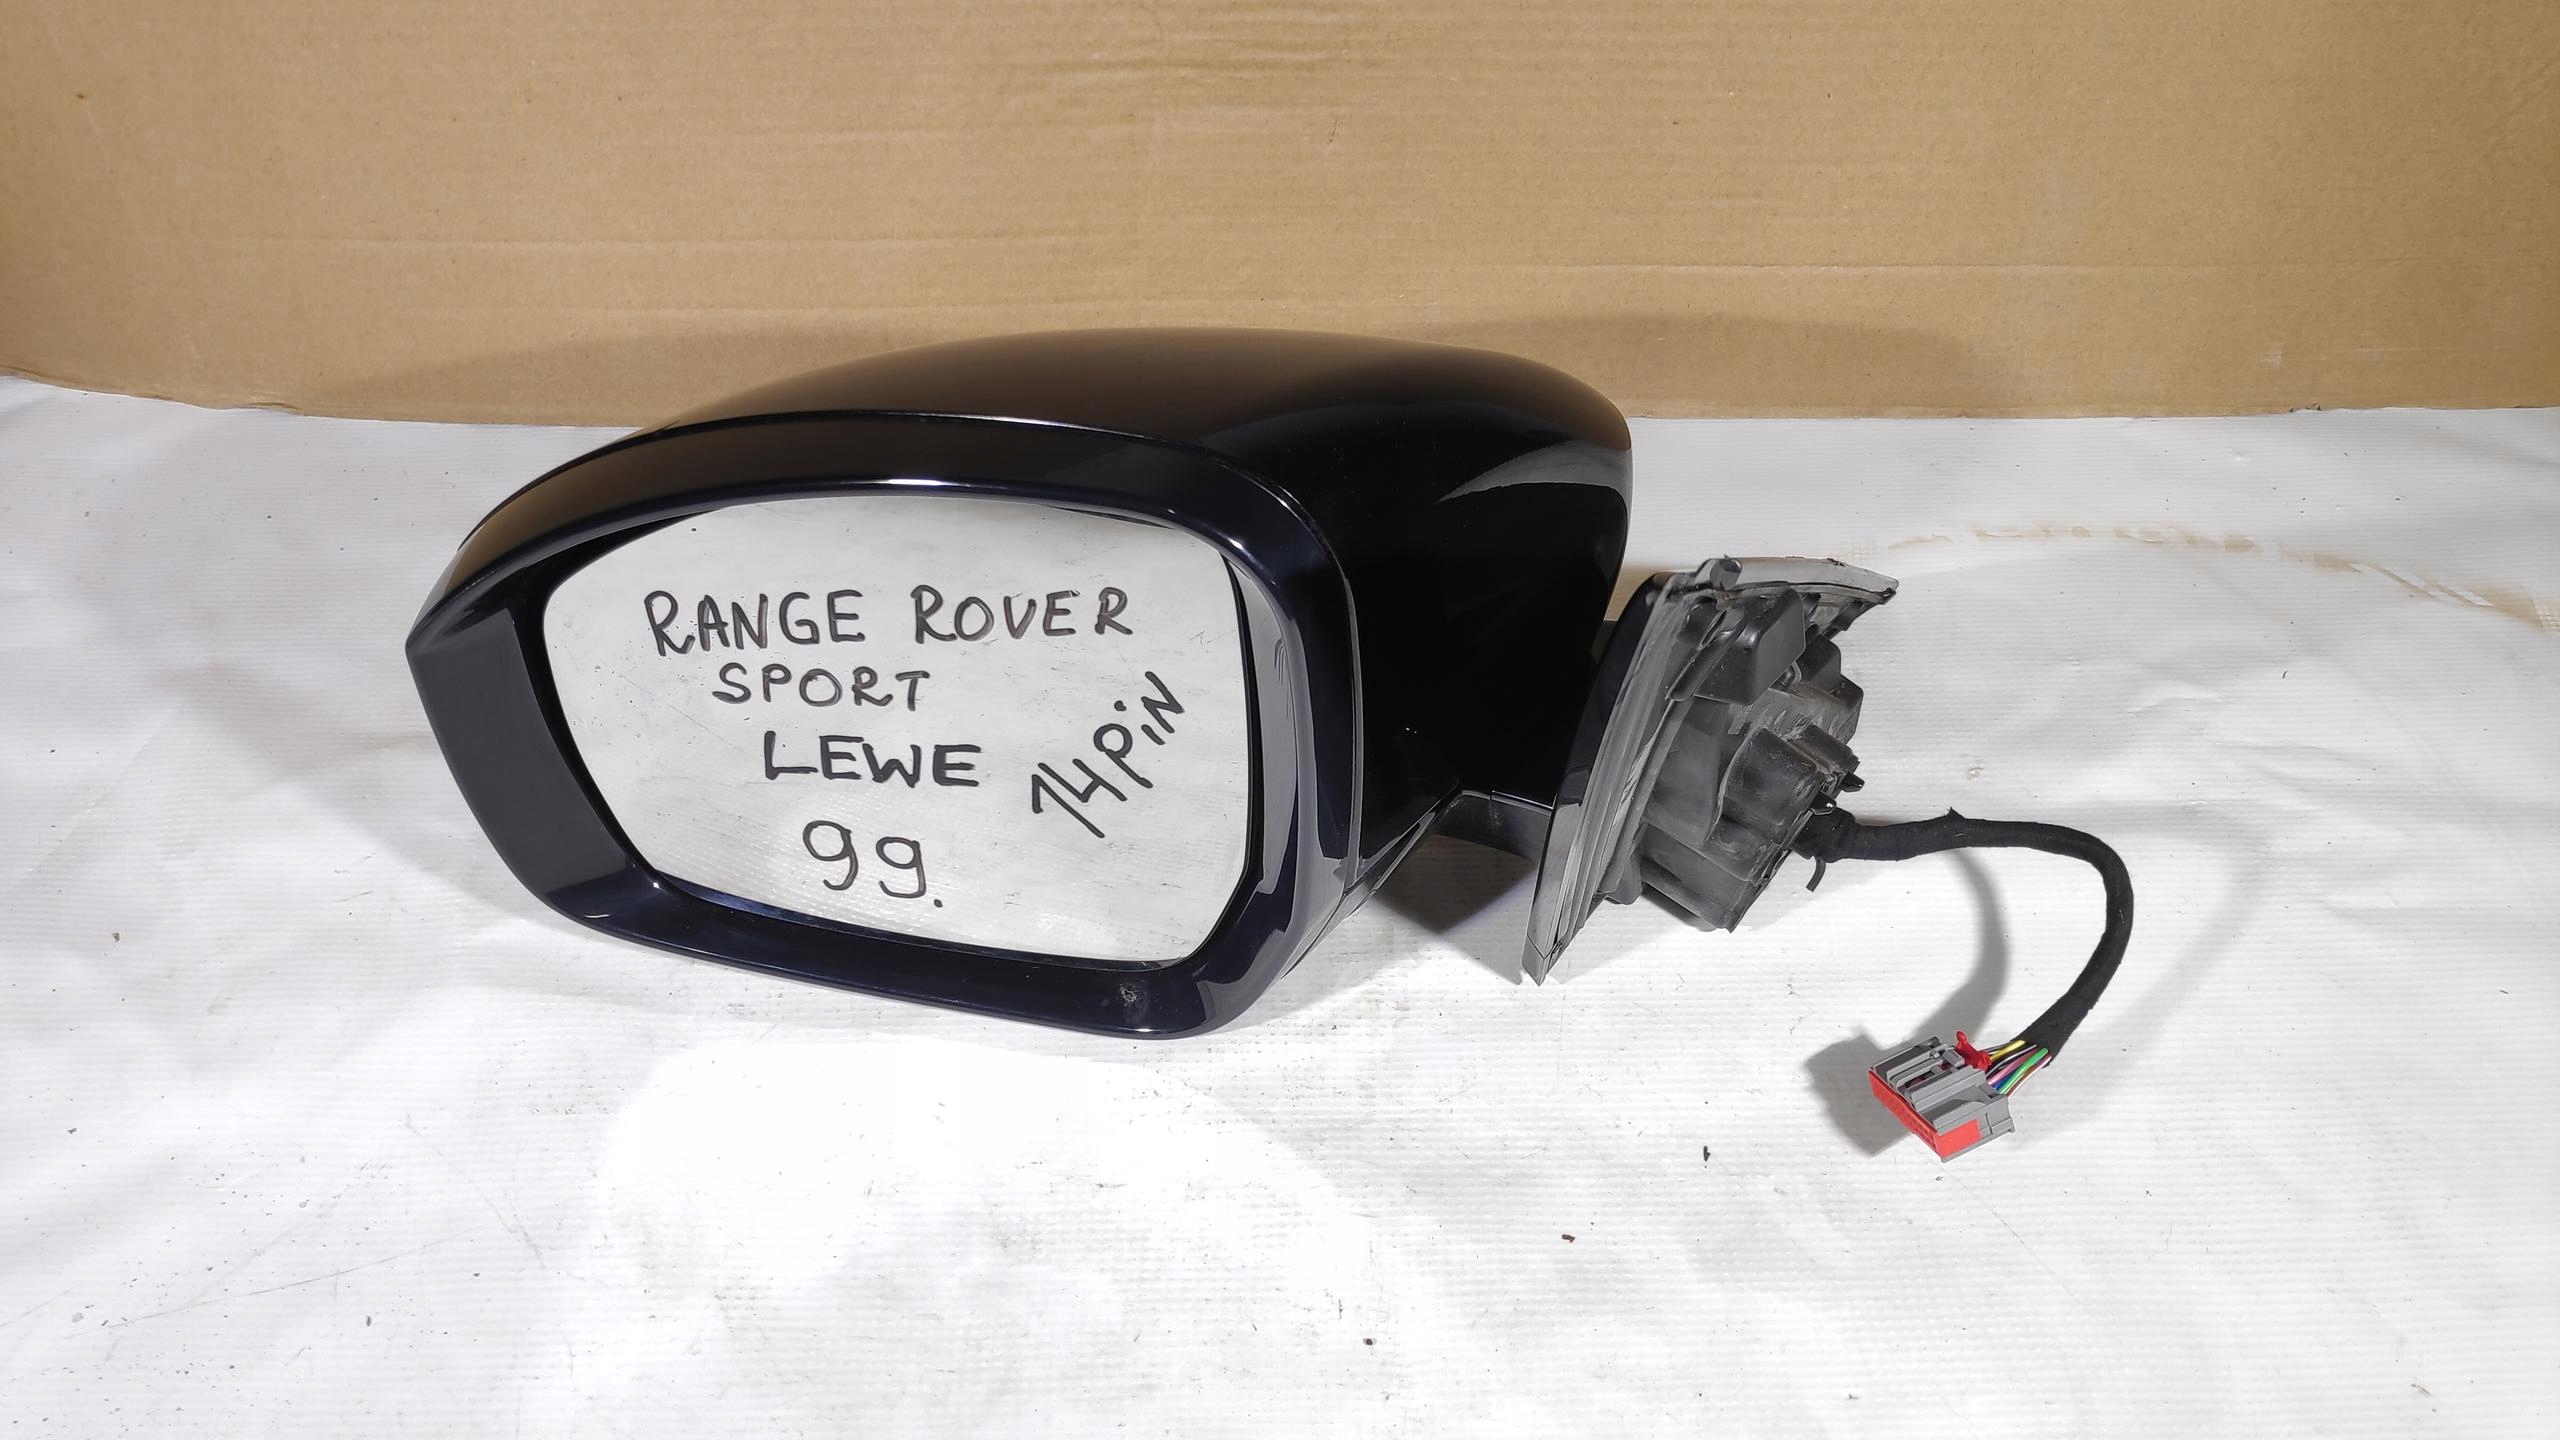 RANGE ROVER
SPORT
LEWE
14PiN
99.